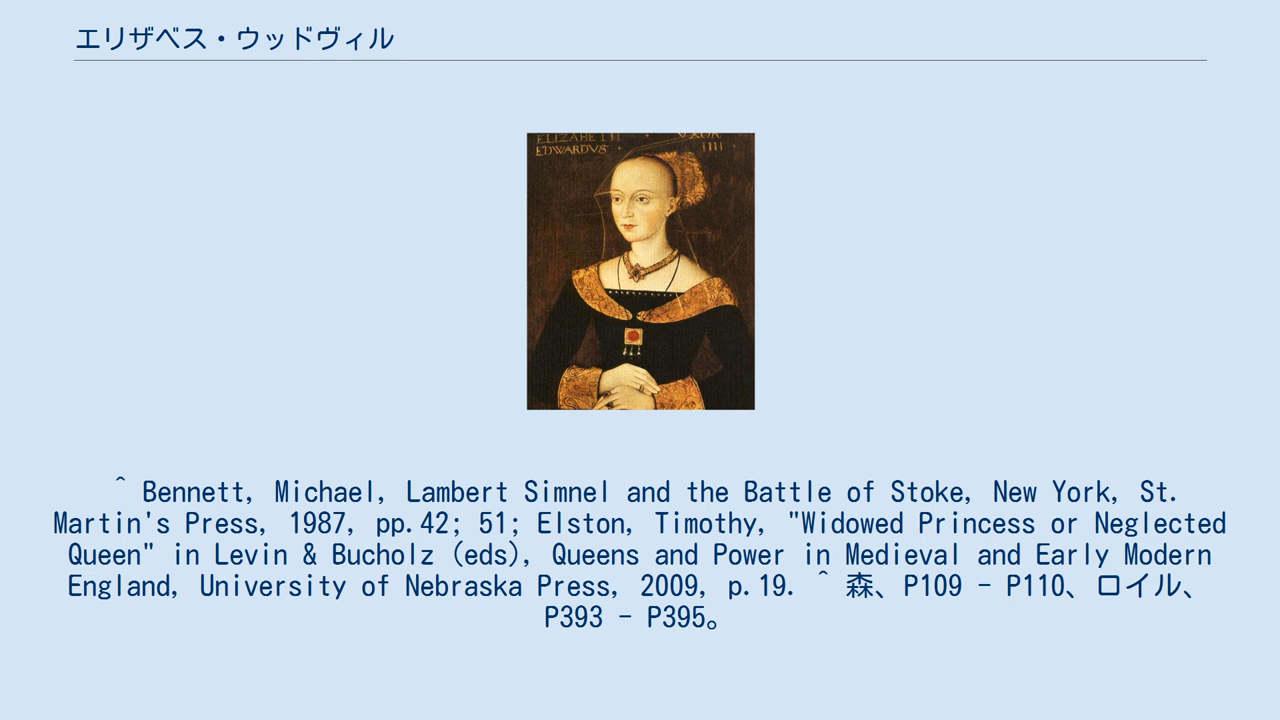 エリザベス・ウッドヴィル
ELIZABETH UXOR
EDWARDVS IIII
^ Bennett, Michael, Lambert Simnel and the Battle of Stoke, New York, St.
Martin's Press, 1987, pp.42; 51; Elston, Timothy, "Widowed Princess or Neglected
Queen" in Levin & Bucholz (eds), Queens and Power in Medieval and Early Modern
England, University of Nebraska Press, 2009, p.19. ^ 森、P109 - P110、ロイル、
P393 - P395。